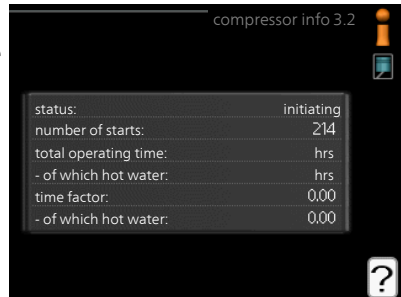 compressor info 3.2
status: initiating
number of starts: 214
total operating time: hrs
- of which hot water: hrs
time factor: 0.00
- of which hot water: 0.00
?